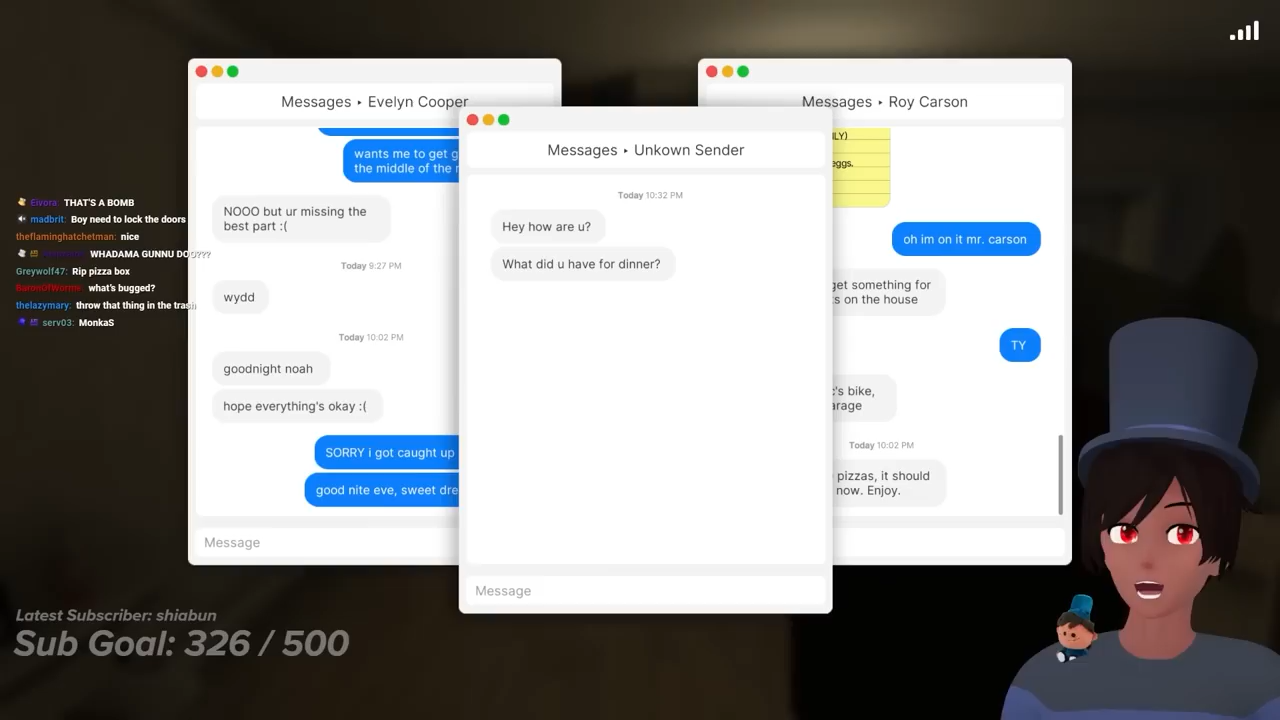 Messages ▸ Evelyn Cooper
wants me to get g
the middle of the r
NOOO but ur missing the
best part :(
Today 9:27 PM
wydd
Today 10:02 PM
goodnight noah
hope everything's okay :(
SORRY i got caught up
good nite eve, sweet dre
Message
Messages ▸ Unkown Sender
Today 10:32 PM
Hey how are u?
What did u have for dinner?
Message
Messages ▸ Roy Carson
ILY)
eggs.
oh im on it mr. carson
get something for
s on the house
TY
c's bike,
arage
Today 10:02 PM
pizzas, it should
now. Enjoy.
Eivora: THAT'S A BOMB
madbrit: Boy need to lock the doors
theflaminghatchetman: nice
WHADAMA GUNNU DOO???
Greywolf47: Rip pizza box
BaronOfWorms: what's bugged?
thelazymary: throw that thing in the trash
serv03: MonkaS
Latest Subscriber: shiabun
Sub Goal: 326 / 500